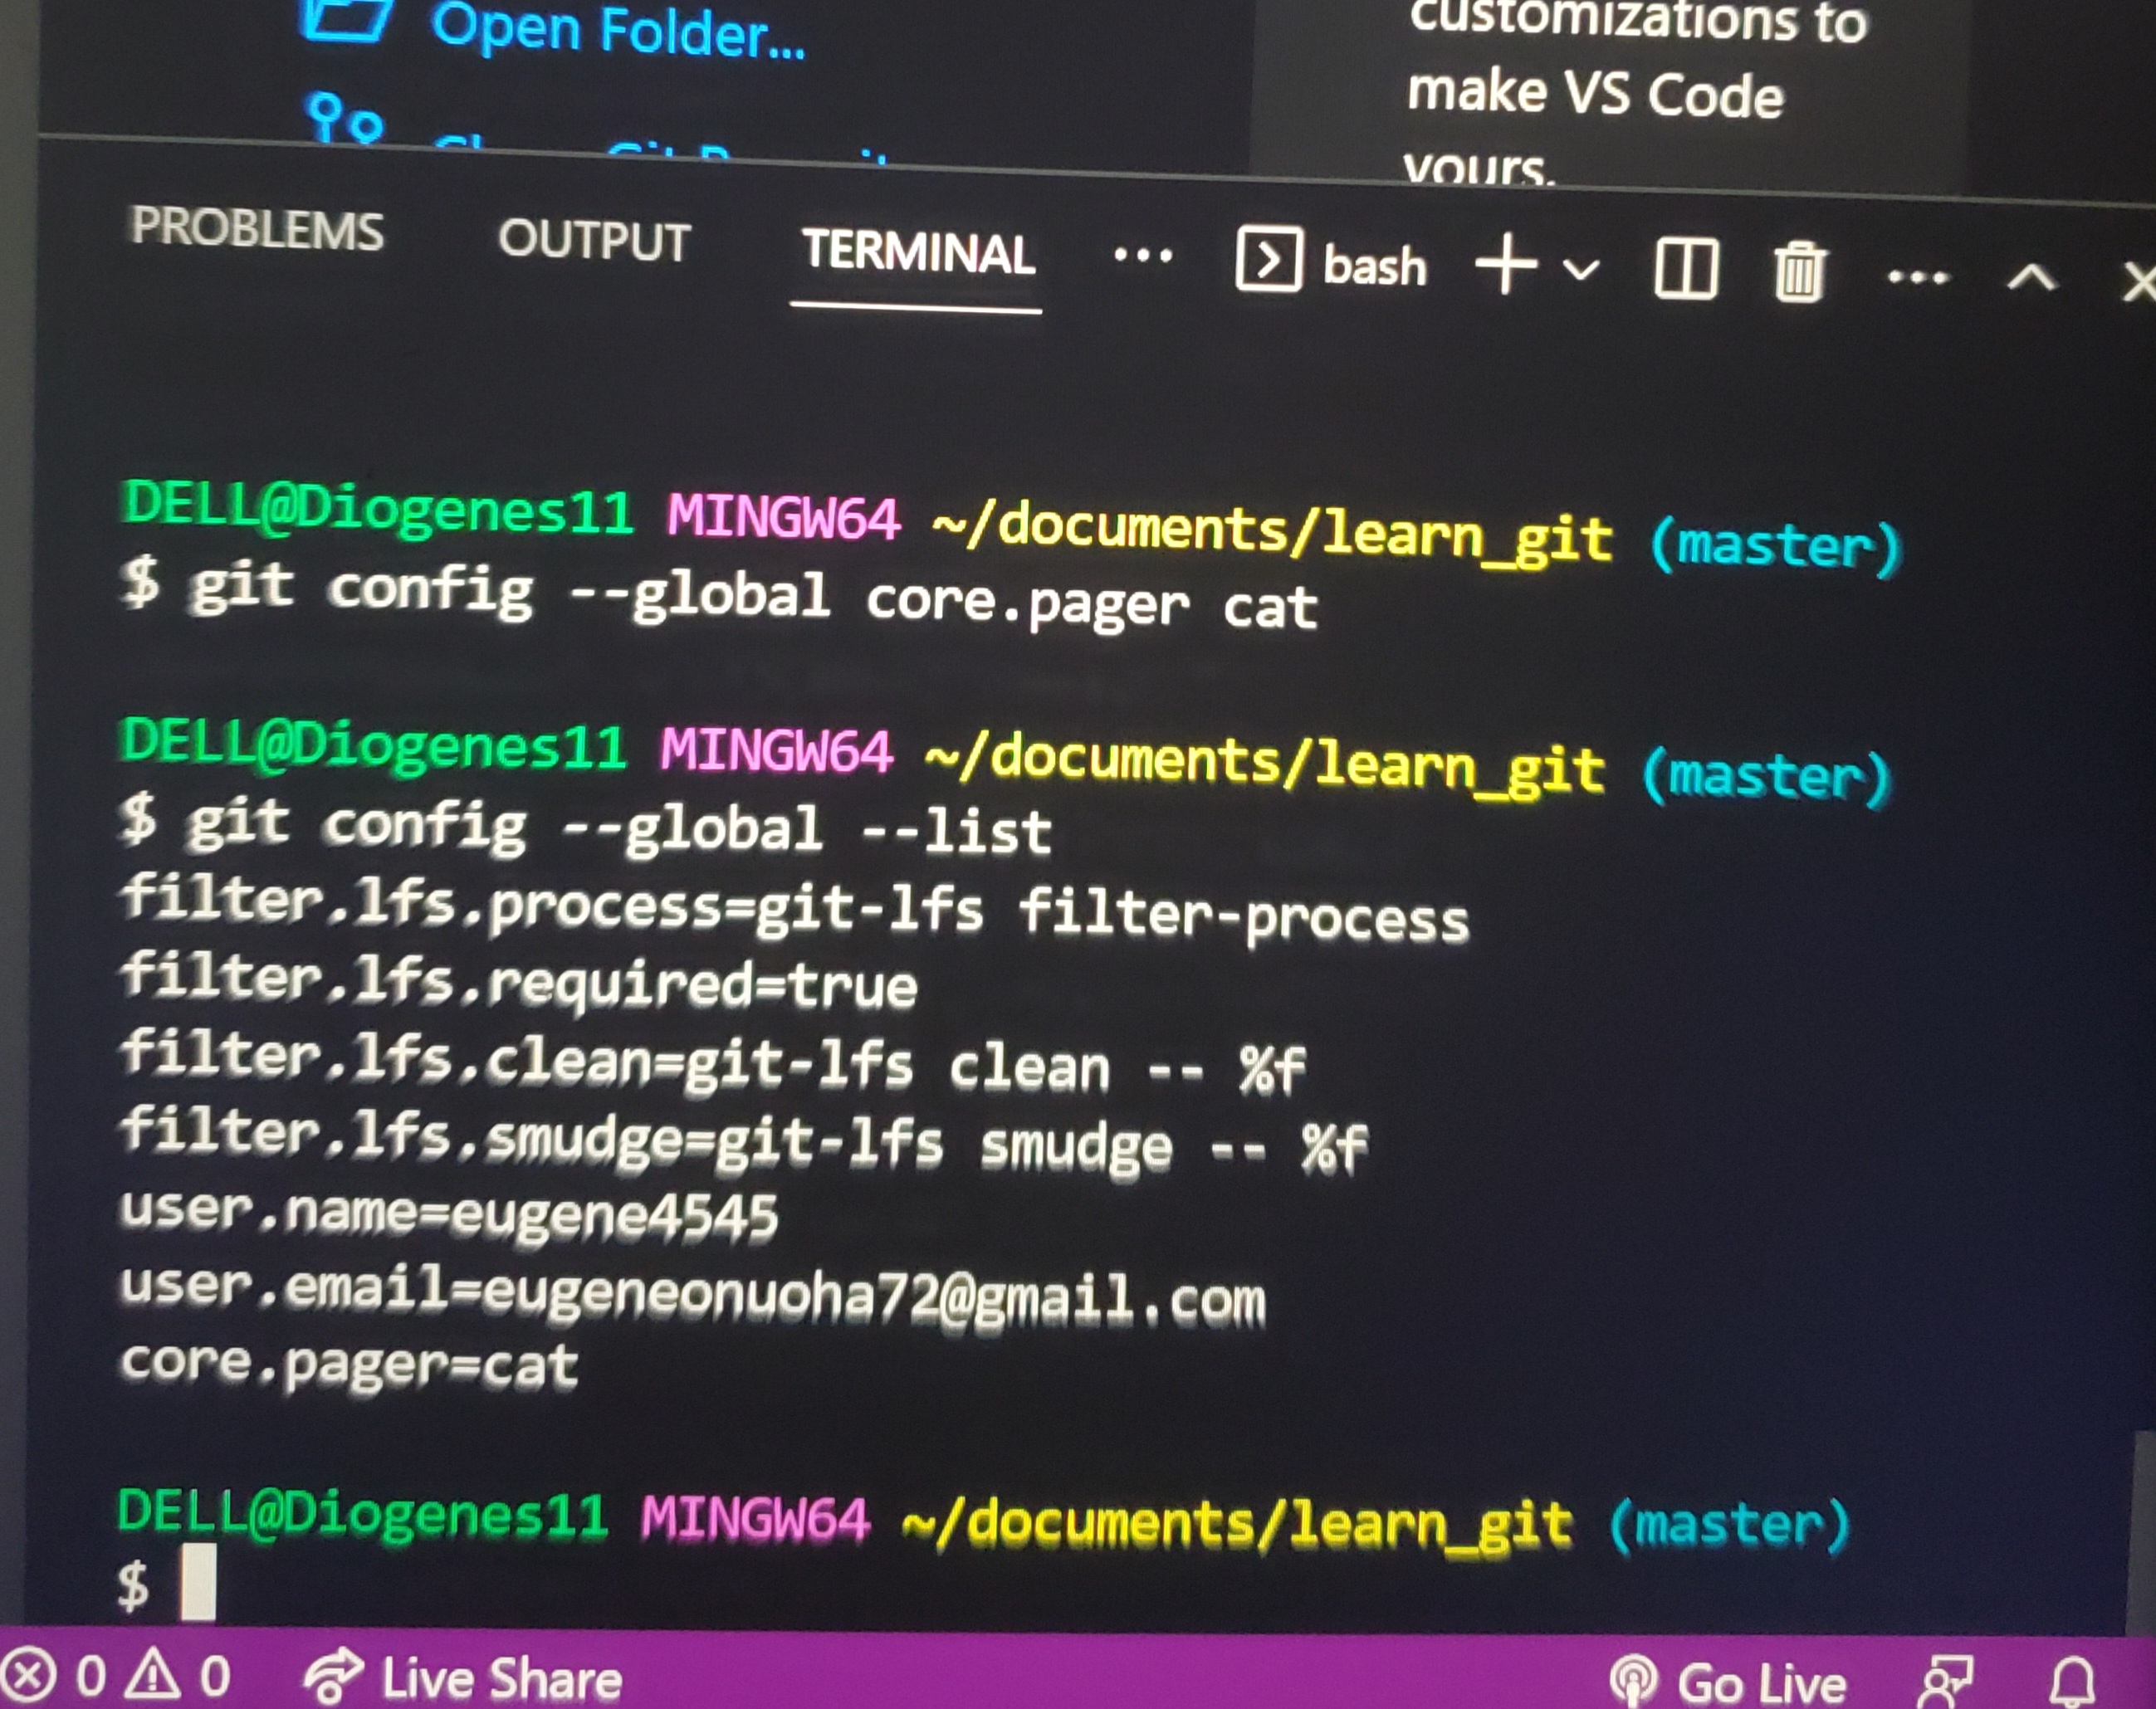 Open Folder...
customizations to
make VS Code
yours.
PROBLEMS OUTPUT TERMINAL ... bash
DELL@Diogenes11 MINGW64 ~/documents/learn_git (master)
$ git config --global core.pager cat
DELL@Diogenes11 MINGW64 ~/documents/learn_git (master)
$ git config --global --list
filter.lfs.process=git-lfs filter-process
filter.lfs.required=true
filter.lfs.clean=git-lfs clean -- %f
filter.lfs.smudge=git-lfs smudge -- %f
user.name=eugene4545
user.email=eugeneonuoha72@gmail.com
core.pager=cat
DELL@Diogenes11 MINGW64 ~/documents/learn_git (master)
$
0 0 Live Share Go Live